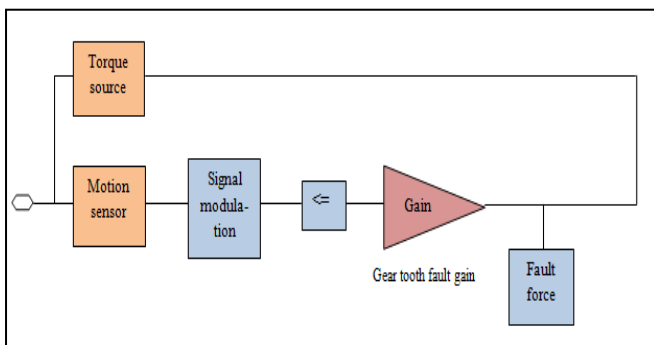 Torque
source
Motion
sensor
Signal
modula-
tion
<=
Gain
Gear tooth fault gain
Fault
force